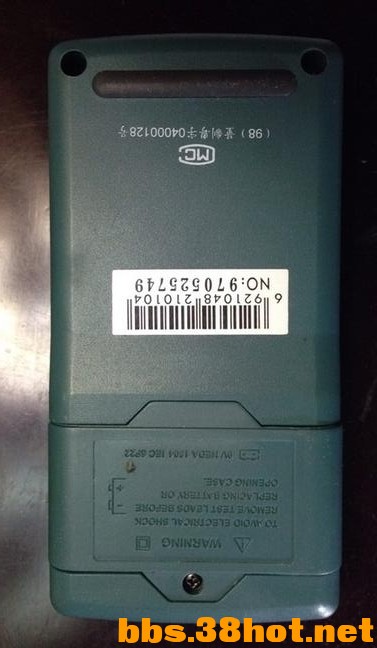 WARNING
TO AVOID ELECTRICAL SHOCK
REMOVE TEST LEADS BEFORE
REPLACING BATTERY OR
OPENING CASE.
9V NEDA 1604 IEC 6F22
6 921048 210104
NO:970525749
MC
(98)量制粤字04000128号
bbs.38hot.net